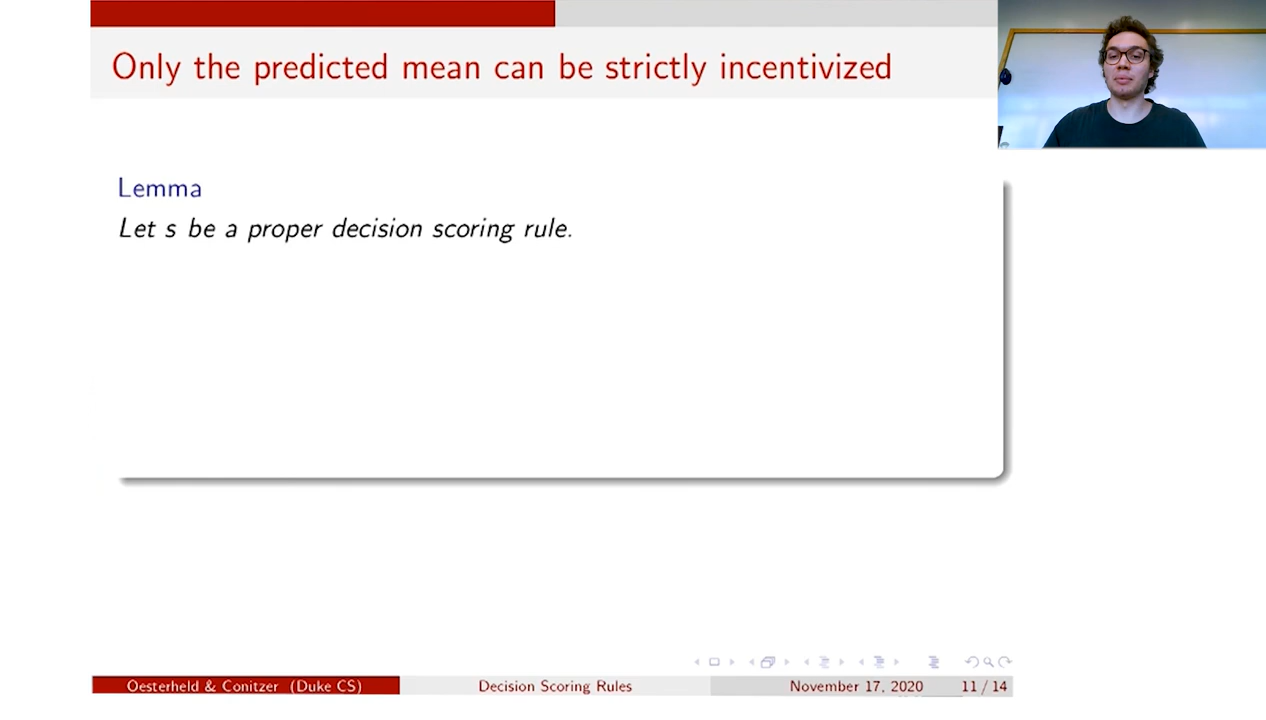 Only the predicted mean can be strictly incentivized
Lemma
Let s be a proper decision scoring rule.
Oesterheld & Conitzer (Duke CS) Decision Scoring Rules November 17, 2020 11 / 14